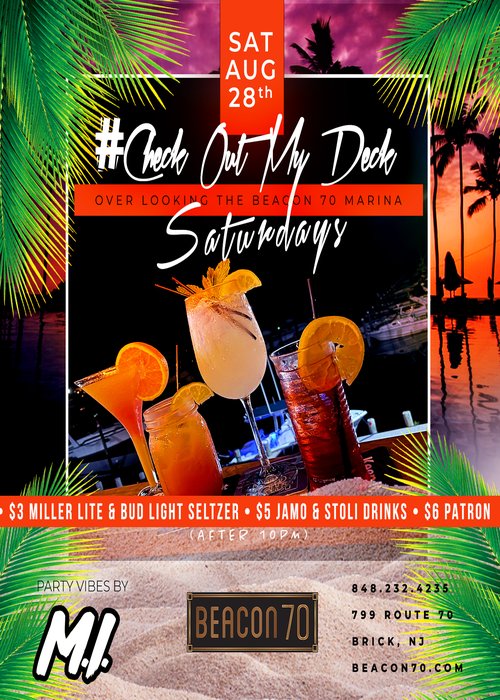 SAT
AUG
28th
#Check Out My Deck
OVER LOOKING THE BEACON 70 MARINA
Saturdays
• $3 MILLER LITE & BUD LIGHT SELTZER • $5 JAMO & STOLI DRINKS • $6 PATRON
(AFTER 10PM)
PARTY VIBES BY
M.I.
BEACON 70
848.232.4235
799 ROUTE 70
BRICK, NJ
BEACON70.COM